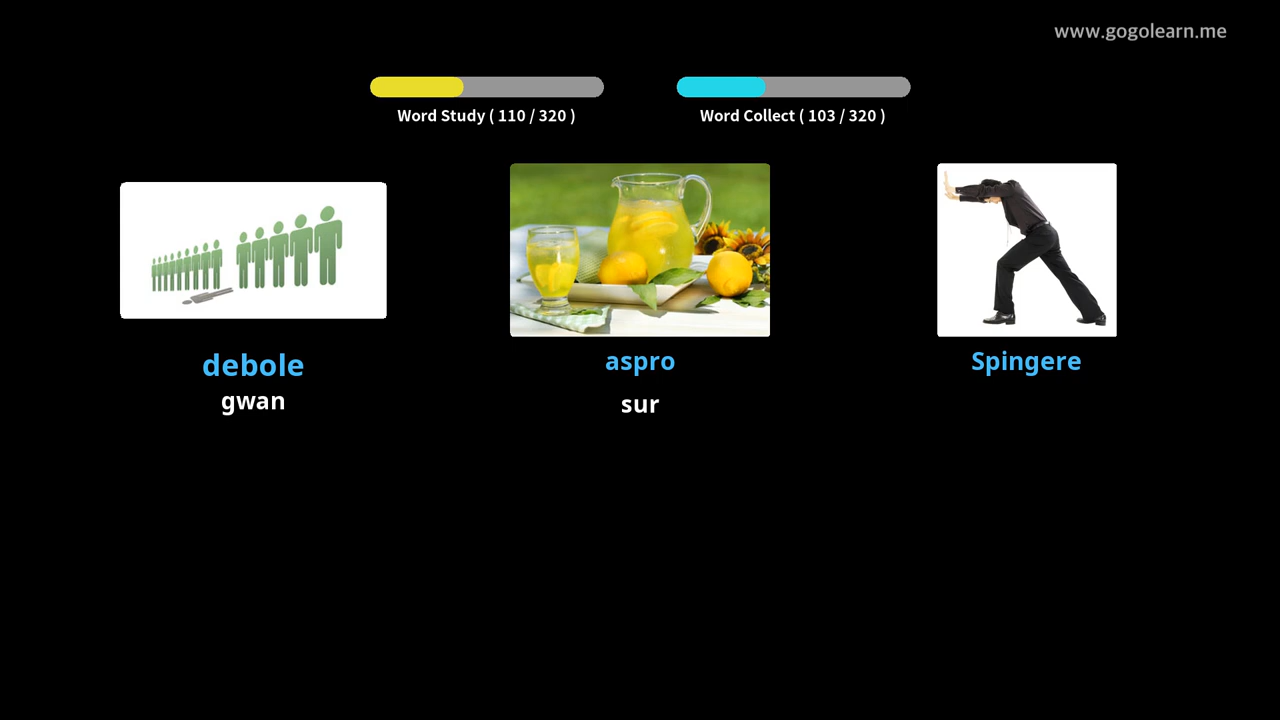 www.gogolearn.me
Word Study ( 110 / 320 )
Word Collect ( 103 / 320 )
debole
gwan
aspro
sur
Spingere